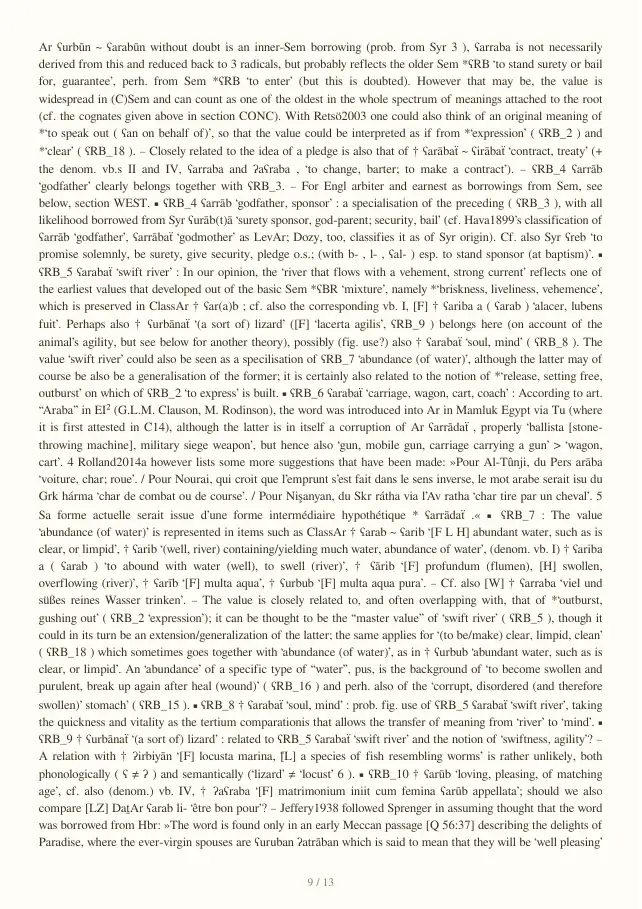 Ar ʕurbūn ~ ʕarabūn without doubt is an inner-Sem borrowing (prob. from Syr 3 ), ʕarraba is not necessarily
derived from this and reduced back to 3 radicals, but probably reflects the older Sem *ʕRB ‘to stand surety or bail
for, guarantee’, perh. from Sem *ʕRB ‘to enter’ (but this is doubted). However that may be, the value is
widespread in (C)Sem and can count as one of the oldest in the whole spectrum of meanings attached to the root
(cf. the cognates given above in section CONC). With Retsö2003 one could also think of an original meaning of
*‘to speak out ( ʕan on behalf of)’, so that the value could be interpreted as if from *‘expression’ ( ʕRB_2 ) and
*‘clear’ ( ʕRB_18 ). – Closely related to the idea of a pledge is also that of † ʕarābaẗ ~ ʕirābaẗ ‘contract, treaty’ (+
the denom. vb.s II and IV, ʕarraba and ʔaʕraba , ‘to change, barter; to make a contract’). – ʕRB_4 ʕarrāb
‘godfather’ clearly belongs together with ʕRB_3. – For Engl arbiter and earnest as borrowings from Sem, see
below, section WEST. ▪ ʕRB_4 ʕarrāb ‘godfather, sponsor’ : a specialisation of the preceding ( ʕRB_3 ), with all
likelihood borrowed from Syr ʕurāb(t)ā ‘surety sponsor, god-parent; security, bail’ (cf. Hava1899’s classification of
ʕarrāb ‘godfather’, ʕarrābaẗ ‘godmother’ as LevAr; Dozy, too, classifies it as of Syr origin). Cf. also Syr ʕreb ‘to
promise solemnly, be surety, give security, pledge o.s.; (with b- , l- , ʕal- ) esp. to stand sponsor (at baptism)’. ▪
ʕRB_5 ʕarabaẗ ‘swift river’ : In our opinion, the ‘river that flows with a vehement, strong current’ reflects one of
the earliest values that developed out of the basic Sem *ʕBR ‘mixture’, namely *‘briskness, liveliness, vehemence’,
which is preserved in ClassAr † ʕar(a)b ; cf. also the corresponding vb. I, [F] † ʕariba a ( ʕarab ) ‘alacer, lubens
fuit’. Perhaps also † ʕurbānaẗ ‘(a sort of) lizard’ ([F] ‘lacerta agilis’, ʕRB_9 ) belongs here (on account of the
animal’s agility, but see below for another theory), possibly (fig. use?) also † ʕarabaẗ ‘soul, mind’ ( ʕRB_8 ). The
value ‘swift river’ could also be seen as a specilisation of ʕRB_7 ‘abundance (of water)’, although the latter may of
course be also be a generalisation of the former; it is certainly also related to the notion of *‘release, setting free,
outburst’ on which of ʕRB_2 ‘to express’ is built. ▪ ʕRB_6 ʕarabaẗ ‘carriage, wagon, cart, coach’ : According to art.
“Araba” in EI² (G.L.M. Clauson, M. Rodinson), the word was introduced into Ar in Mamluk Egypt via Tu (where
it is first attested in C14), although the latter is in itself a corruption of Ar ʕarrādaẗ , properly ‘ballista [stone-
throwing machine], military siege weapon’, but hence also ‘gun, mobile gun, carriage carrying a gun’ > ‘wagon,
cart’. 4 Rolland2014a however lists some more suggestions that have been made: »Pour Al-Tûnji, du Pers arāba
‘voiture, char; roue’. / Pour Nourai, qui croit que l’emprunt s’est fait dans le sens inverse, le mot arabe serait isu du
Grk hárma ‘char de combat ou de course’. / Pour Nişanyan, du Skr rátha via l’Av ratha ‘char tire par un cheval’. 5
Sa forme actuelle serait issue d’une forme intermédiaire hypothétique * ʕarrādaẗ .« ▪ ʕRB_7 : The value
‘abundance (of water)’ is represented in items such as ClassAr † ʕarab ~ ʕarib ‘[F L H] abundant water, such as is
clear, or limpid’, † ʕarib ‘(well, river) containing/yielding much water, abundance of water’, (denom. vb. I) † ʕariba
a ( ʕarab ) ‘to abound with water (well), to swell (river)’, † ʕārib ‘[F] profundum (flumen), [H] swollen,
overflowing (river)’, † ʕarīb ‘[F] multa aqua’, † ʕurbub ‘[F] multa aqua pura’. – Cf. also [W] † ʕarraba ‘viel und
süßes reines Wasser trinken’. – The value is closely related to, and often overlapping with, that of *‘outburst,
gushing out’ ( ʕRB_2 ‘expression’); it can be thought to be the “master value” of ‘swift river’ ( ʕRB_5 ), though it
could in its turn be an extension/generalization of the latter; the same applies for ‘(to be/make) clear, limpid, clean’
( ʕRB_18 ) which sometimes goes together with ‘abundance (of water)’, as in † ʕurbub ‘abundant water, such as is
clear, or limpid’. An ‘abundance’ of a specific type of “water”, pus, is the background of ‘to become swollen and
purulent, break up again after heal (wound)’ ( ʕRB_16 ) and perh. also of the ‘corrupt, disordered (and therefore
swollen)’ stomach’ ( ʕRB_15 ). ▪ ʕRB_8 † ʕarabaẗ ‘soul, mind’ : prob. fig. use of ʕRB_5 ʕarabaẗ ‘swift river’, taking
the quickness and vitality as the tertium comparationis that allows the transfer of meaning from ‘river’ to ‘mind’. ▪
ʕRB_9 † ʕurbānaẗ ‘(a sort of) lizard’ : related to ʕRB_5 ʕarabaẗ ‘swift river’ and the notion of ‘swiftness, agility’? –
A relation with † ʔirbiyān ‘[F] locusta marina, [L] a species of fish resembling worms’ is rather unlikely, both
phonologically ( ʕ ≠ ʔ ) and semantically (‘lizard’ ≠ ‘locust’ 6 ). ▪ ʕRB_10 † ʕarūb ‘loving, pleasing, of matching
age’, cf. also (denom.) vb. IV, † ʔaʕraba ‘[F] matrimonium iniit cum femina ʕarūb appellata’; should we also
compare [LZ] DaṯAr ʕarab li- ‘être bon pour’? – Jeffery1938 followed Sprenger in assuming thought that the word
was borrowed from Hbr: »The word is found only in an early Meccan passage [Q 56:37] describing the delights of
Paradise, where the ever-virgin spouses are ʕuruban ʔatrāban which is said to mean that they will be ‘well pleasing’
9 / 13